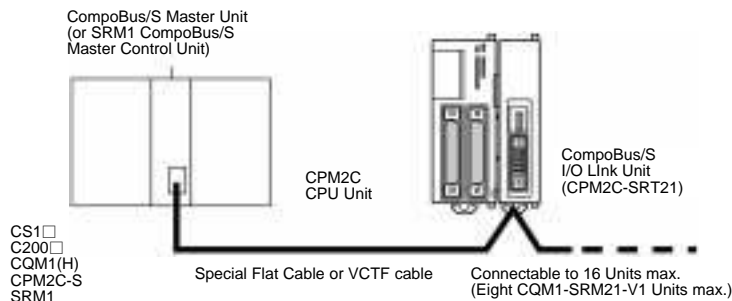 CompoBus/S Master Unit
(or SRM1 CompoBus/S
Master Control Unit)
CPM2C
CPU Unit
CompoBus/S
I/O LInk Unit
(CPM2C-SRT21)
CS1□
C200□
CQM1(H)
CPM2C-S
SRM1
Special Flat Cable or VCTF cable
Connectable to 16 Units max.
(Eight CQM1-SRM21-V1 Units max.)